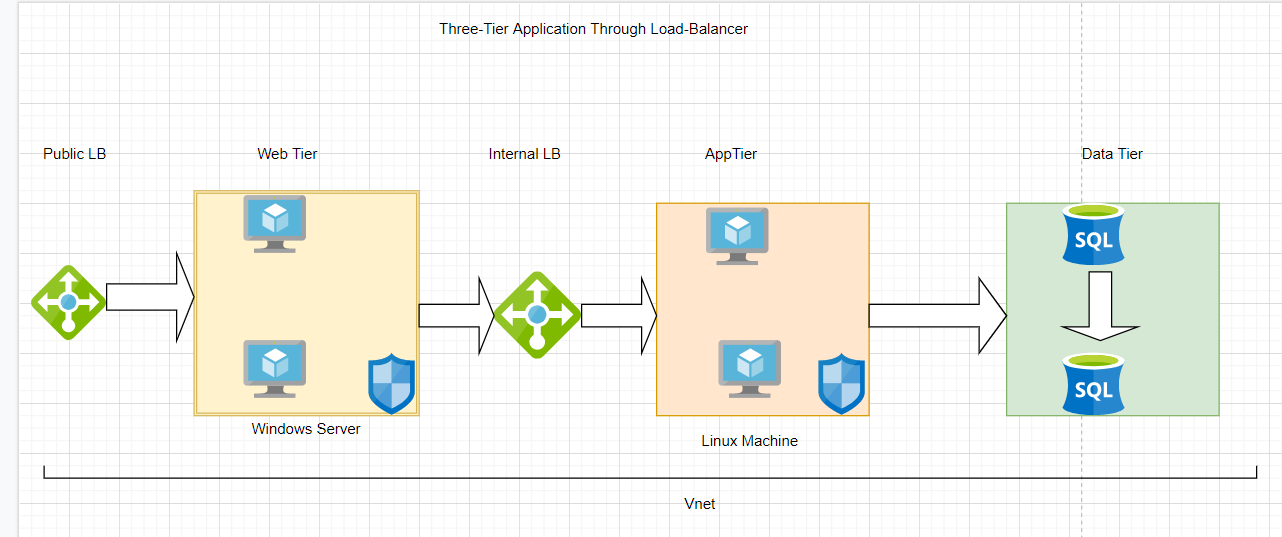 Three-Tier Application Through Load-Balancer
Public LB
Web Tier
Internal LB
AppTier
Data Tier
SQL
SQL
Windows Server
Linux Machine
Vnet